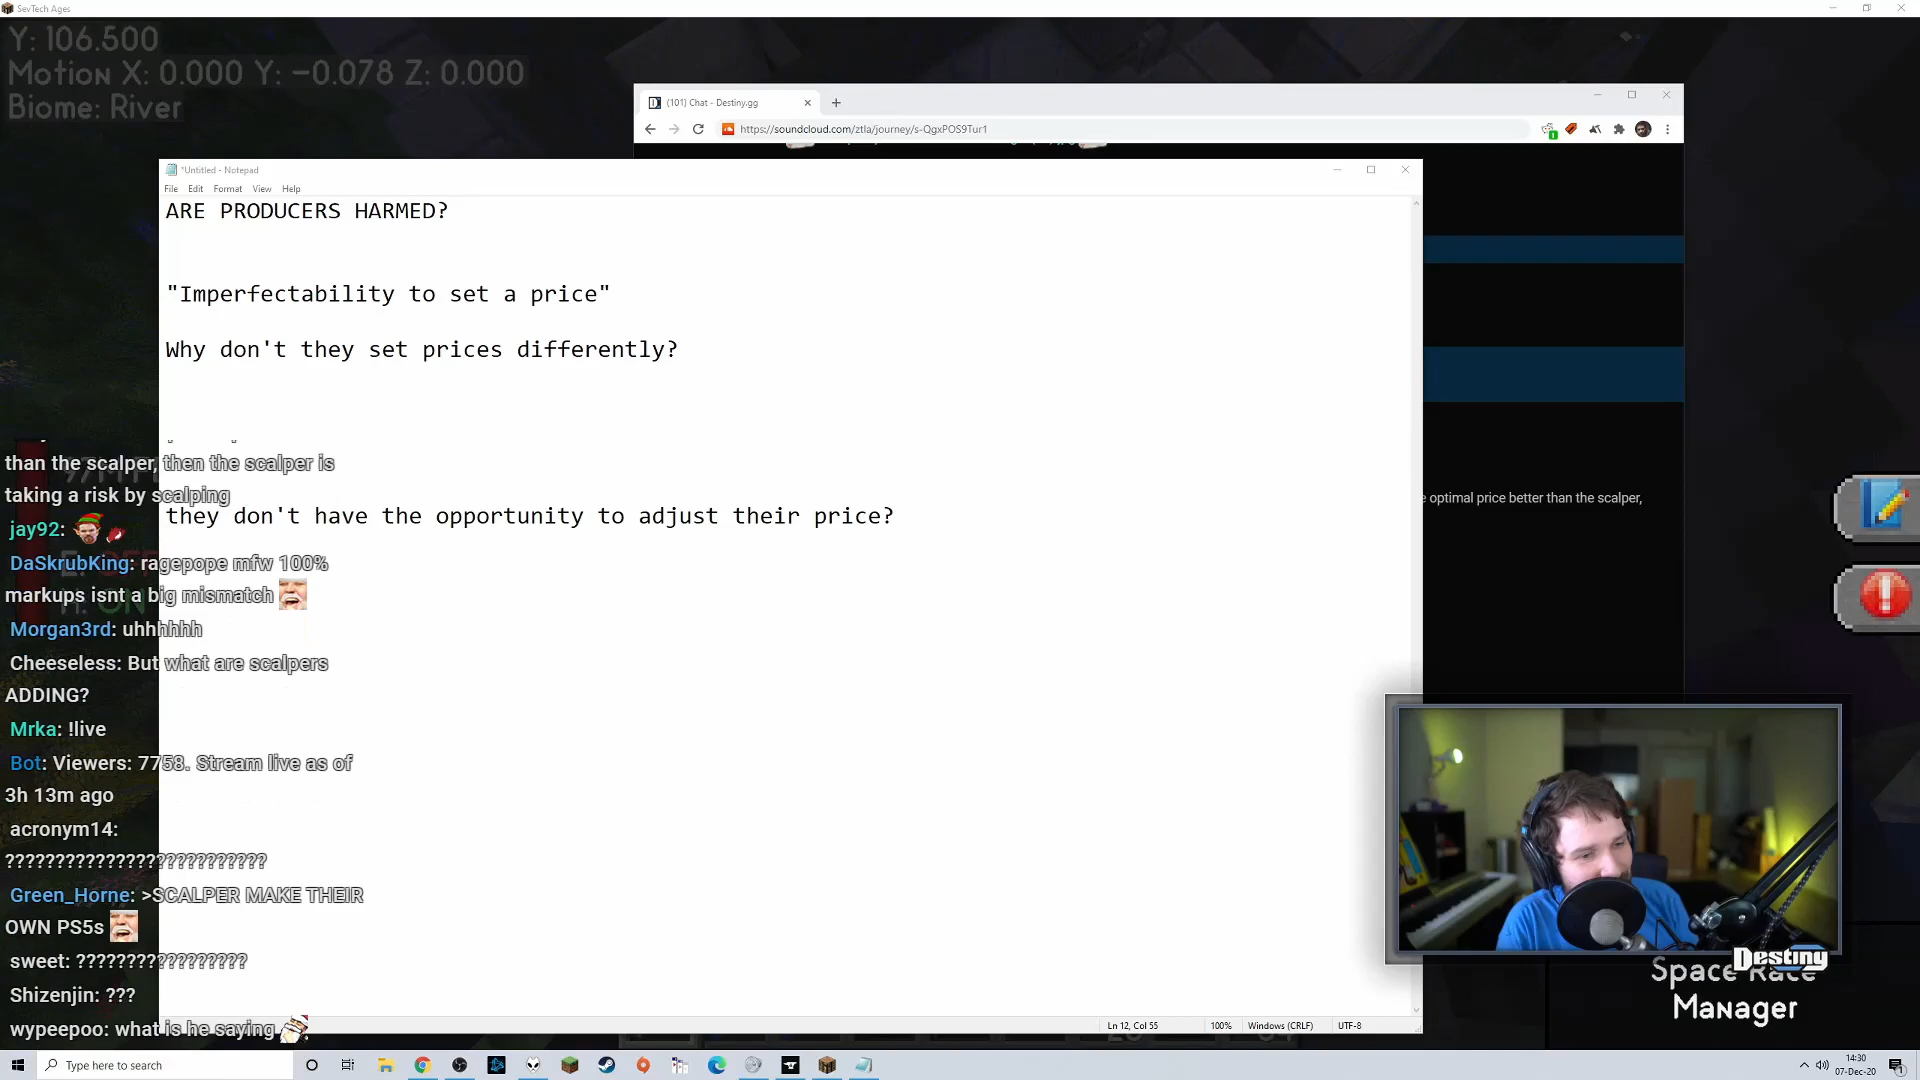 SevTech Ages
Y: 106.500
Motion X: 0.000 Y: -0.078 Z: 0.000
Biome: River
(101) Chat - Destiny.gg
https://soundcloud.com/ztla/journey/s-QgxPOS9Tur1
*Untitled - Notepad
File Edit Format View Help
ARE PRODUCERS HARMED?
"Imperfectability to set a price"
Why don't they set prices differently?
they don't have the opportunity to adjust their price?
optimal price better than the scalper,
than the scalper, then the scalper is
taking a risk by scalping
jay92:
DaSkrubKing: ragepope mfw 100%
markups isnt a big mismatch
Morgan3rd: uhhhhhh
Cheeseless: But what are scalpers
ADDING?
Mrka: !live
Bot: Viewers: 7758. Stream live as of
3h 13m ago
acronym14:
??????????????????????????
Green_Horne: >SCALPER MAKE THEIR
OWN PS5s
sweet: ?????????????????
Shizenjin: ???
wypeepoo: what is he saying
Destiny
Space Race
Manager
Ln 12, Col 55
100%
Windows (CRLF)
UTF-8
Type here to search
14:30
07-Dec-20